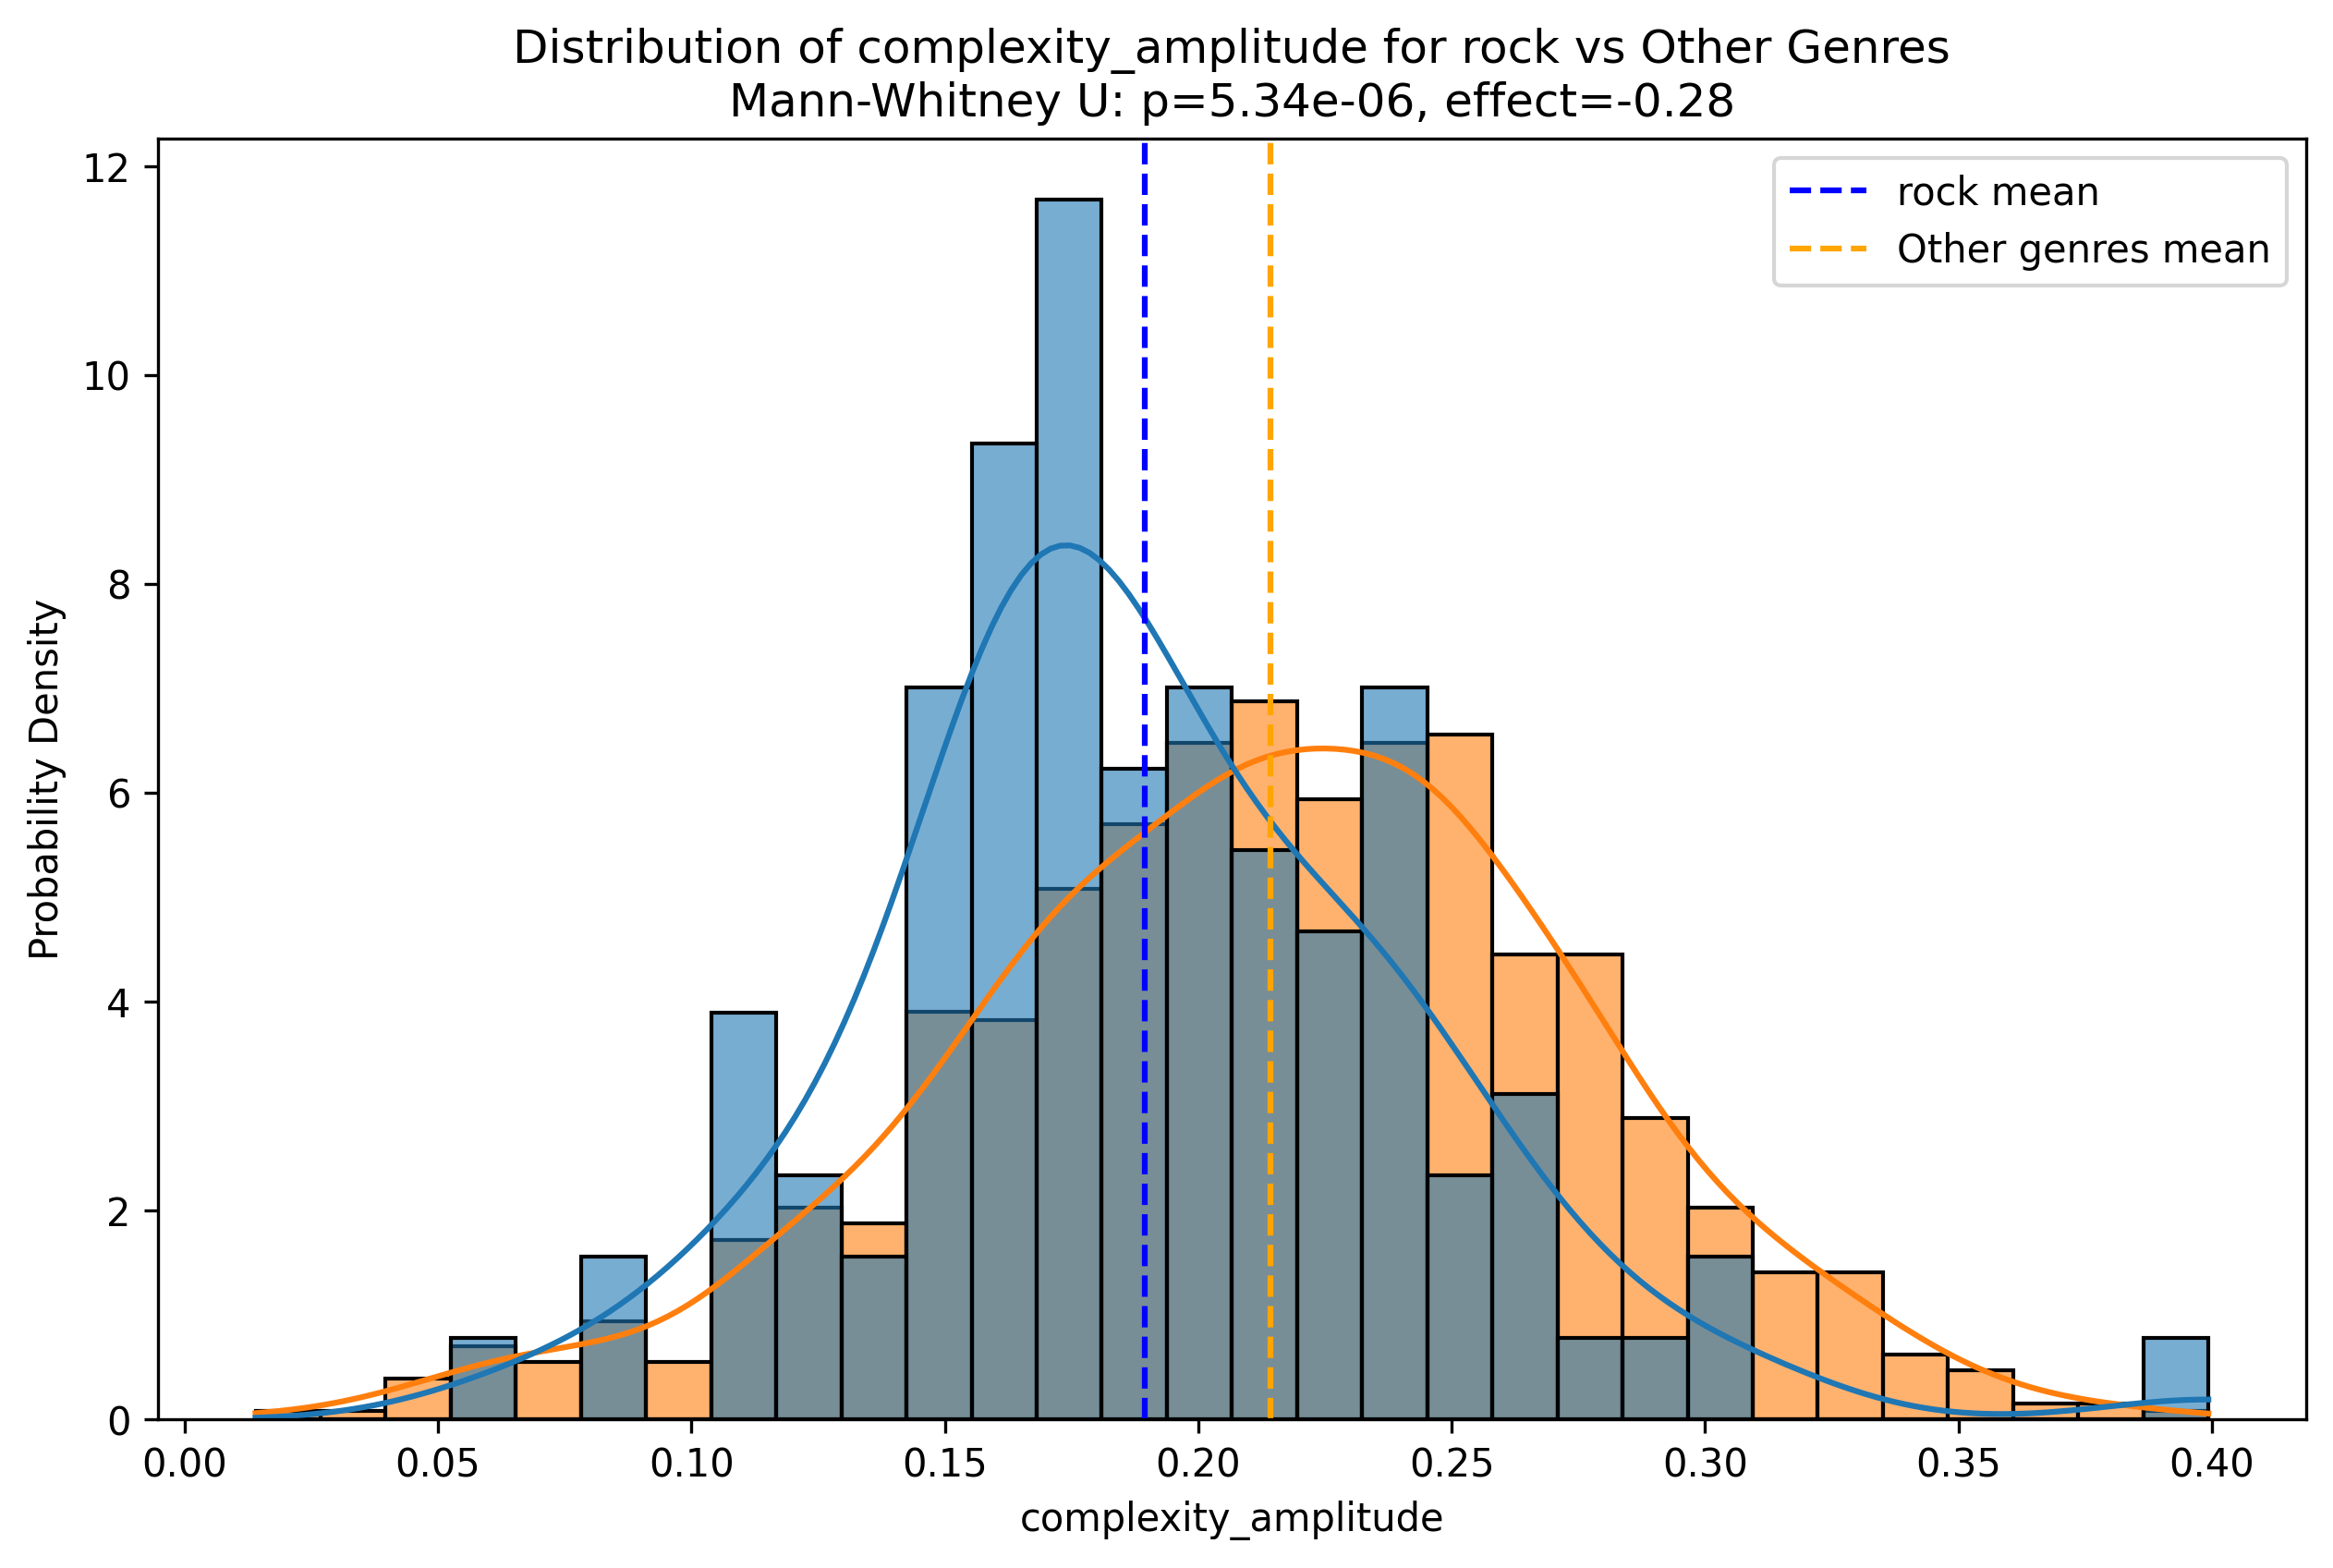 Distribution of complexity_amplitude for rock vs Other Genres
Mann-Whitney U: p=5.34e-06, effect=-0.28
rock mean
Other genres mean
Probability Density
12
10
8
6
4
2
0
0.00 0.05 0.10 0.15 0.20 0.25 0.30 0.35 0.40
complexity_amplitude